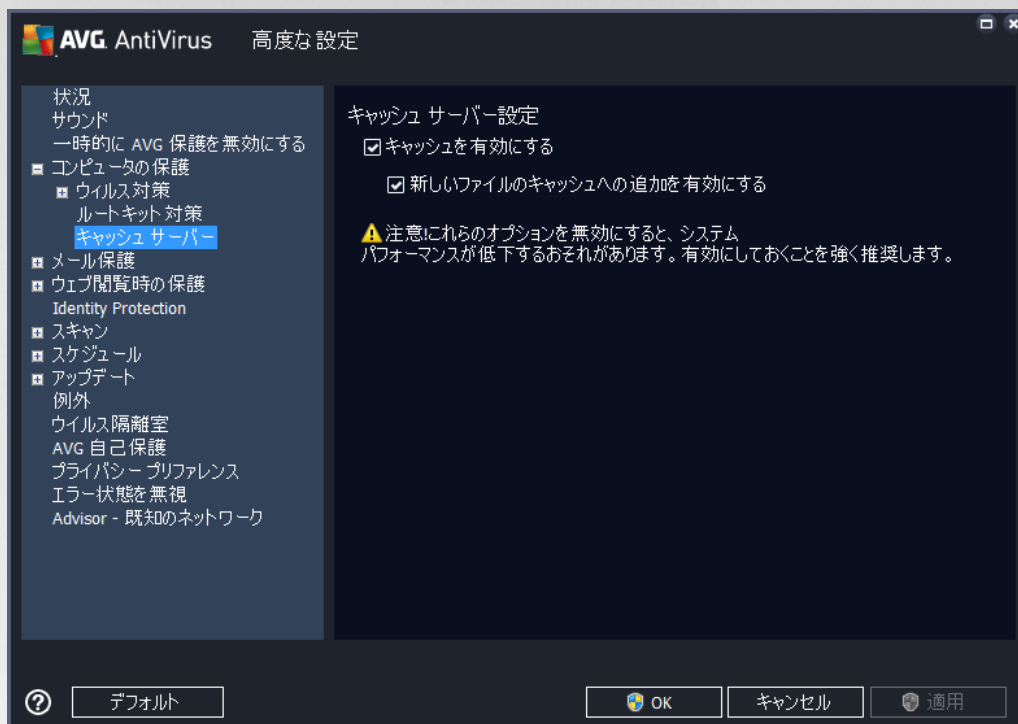 AVG. AntiVirus 高度な設定
状況
サウンド
一時的に AVG 保護を無効にする
コンピュータの保護
ウィルス対策
ルートキット対策
キャッシュ サーバー
メール保護
ウェブ閲覧時の保護
Identity Protection
スキャン
スケジュール
アップデート
例外
ウイルス隔離室
AVG 自己保護
プライバシー プリファレンス
エラー状態を無視
Advisor - 既知のネットワーク
キャッシュ サーバー設定
キャッシュを有効にする
新しいファイルのキャッシュへの追加を有効にする
注意!これらのオプションを無効にすると、システム
パフォーマンスが低下するおそれがあります。有効にしておくことを強く推奨します。
デフォルト
OK
キャンセル
適用